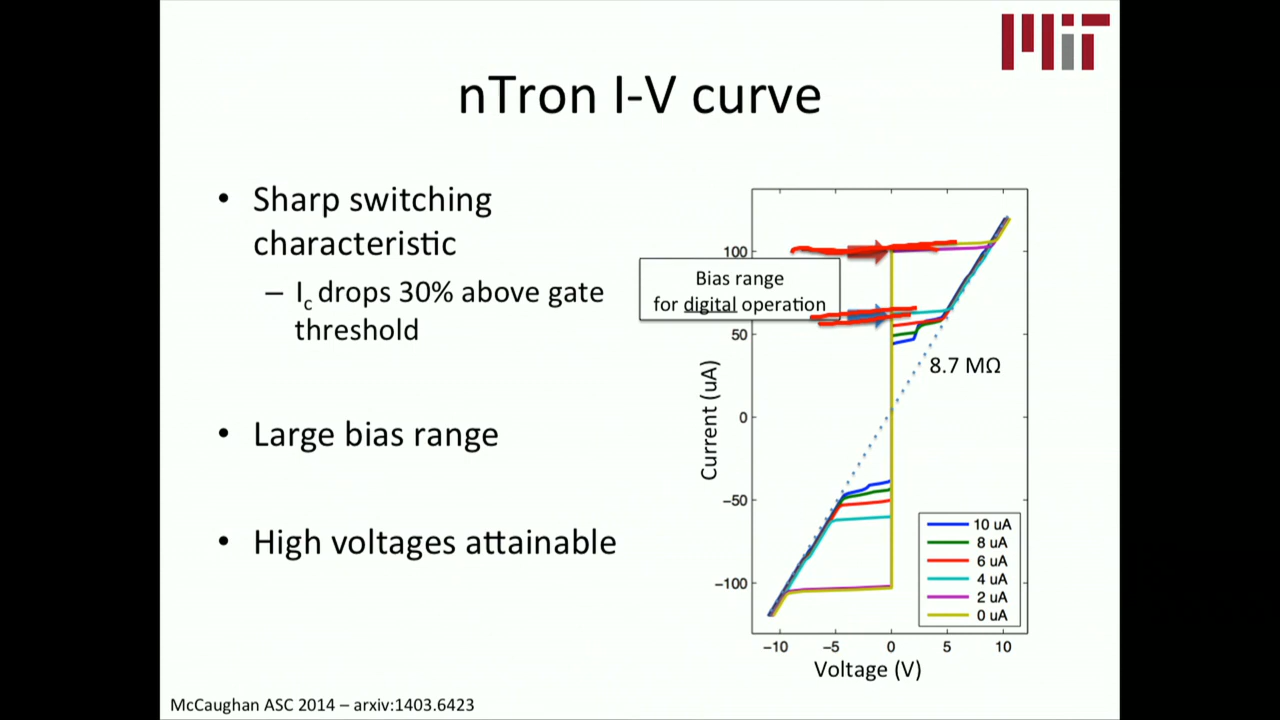 MIT
nTron I-V curve
• Sharp switching
characteristic
– Ic drops 30% above gate
threshold
• Large bias range
• High voltages attainable
Bias range
for digital operation
Current (uA)
100
50
0
−50
−100
8.7 MΩ
10 uA
8 uA
6 uA
4 uA
2 uA
0 uA
−10 −5 0 5 10
Voltage (V)
McCaughan ASC 2014 – arxiv:1403.6423